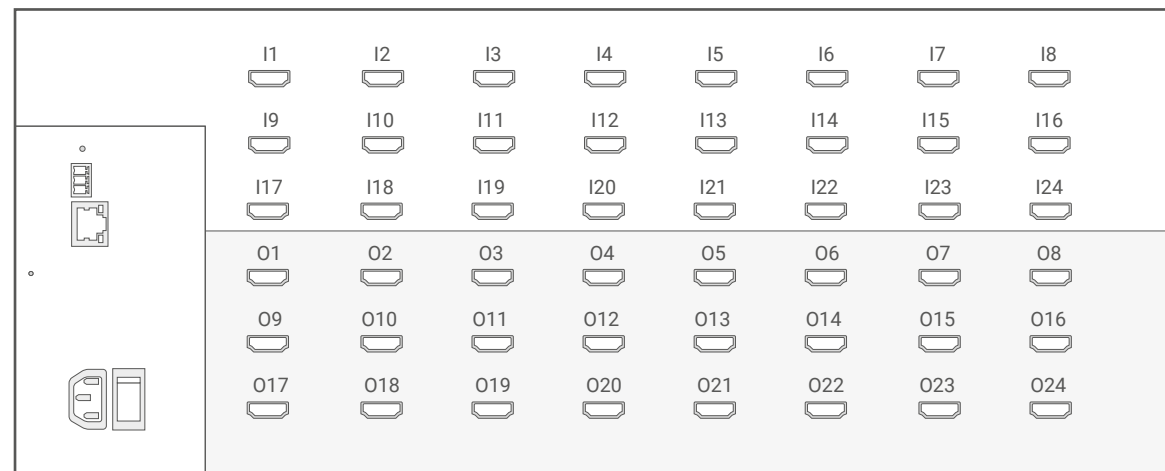 I1 I2 I3 I4 I5 I6 I7 I8
I9 I10 I11 I12 I13 I14 I15 I16
I17 I18 I19 I20 I21 I22 I23 I24
O1 O2 O3 O4 O5 O6 O7 O8
O9 O10 O11 O12 O13 O14 O15 O16
O17 O18 O19 O20 O21 O22 O23 O24